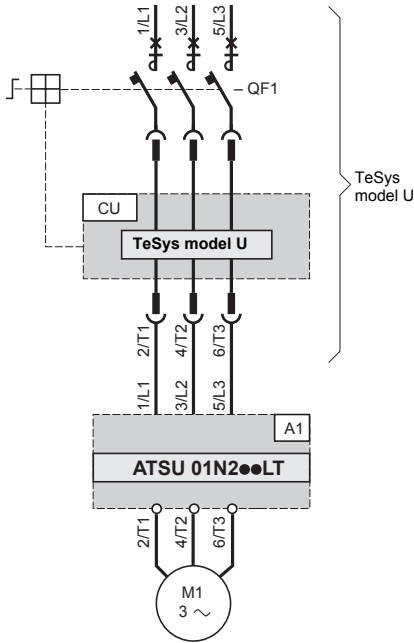 1/L1 3/L2 5/L3
QF1
TeSys
model U
CU
TeSys model U
2/T1 4/T2 6/T3
1/L1 3/L2 5/L3
A1
ATSU 01N2●●LT
2/T1 4/T2 6/T3
M1
3 ~